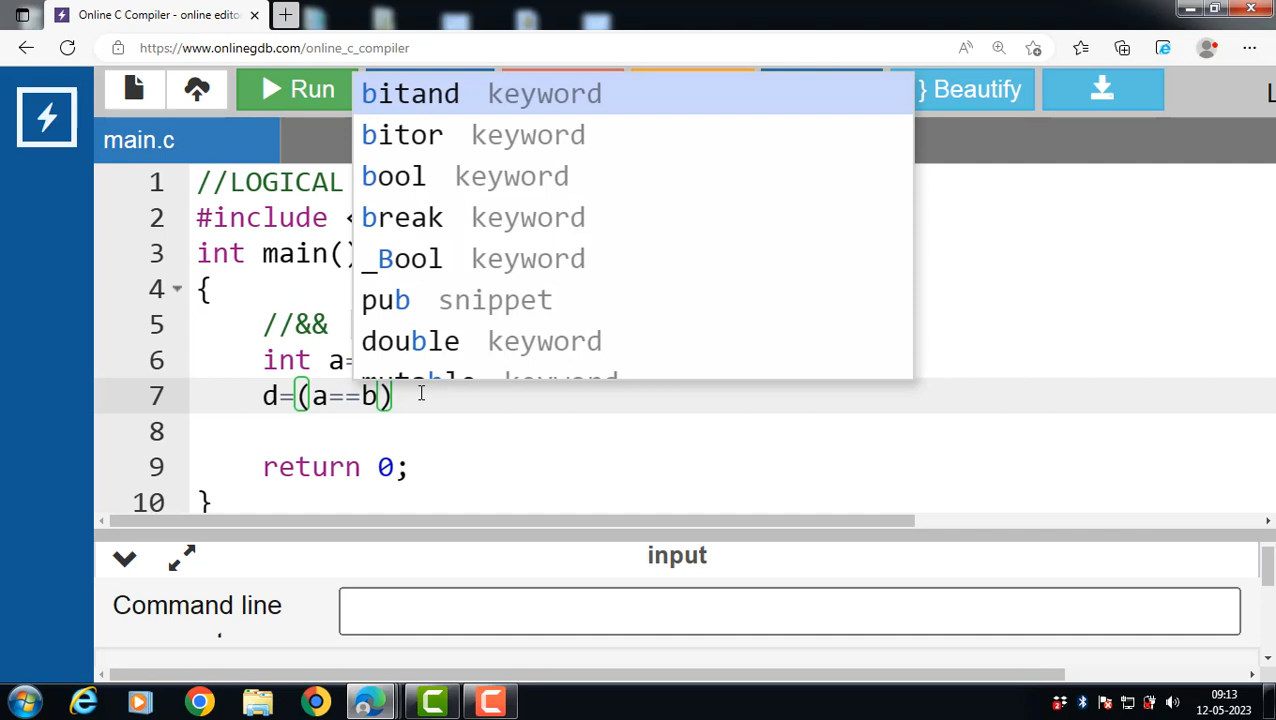 Online C Compiler - online edito
https://www.onlinegdb.com/online_c_compiler
Run
} Beautify
L
main.c
1 //LOGICAL
2 #include <
3 int main()
4 {
5 //&&
6 int a=
7 d=(a==b)
8
9 return 0;
10 }
bitand keyword
bitor keyword
bool keyword
break keyword
_Bool keyword
pub snippet
double keyword
mutable keyword
input
Command line
09:13
12-05-2023